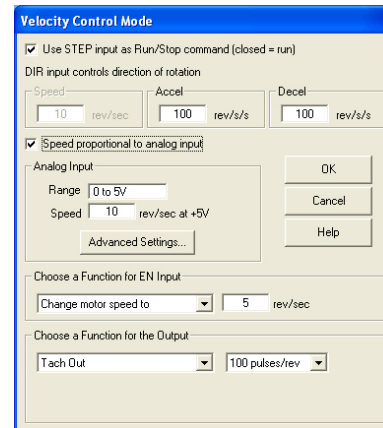 Velocity Control Mode
Use STEP input as Run/Stop command (closed = run)
DIR input controls direction of rotation
Speed
10 rev/sec
Accel
100 rev/s/s
Decel
100 rev/s/s
Speed proportional to analog input
Analog Input
Range 0 to 5V
Speed 10 rev/sec at +5V
Advanced Settings...
OK
Cancel
Help
Choose a Function for EN Input
Change motor speed to 5 rev/sec
Choose a Function for the Output
Tach Out 100 pulses/rev